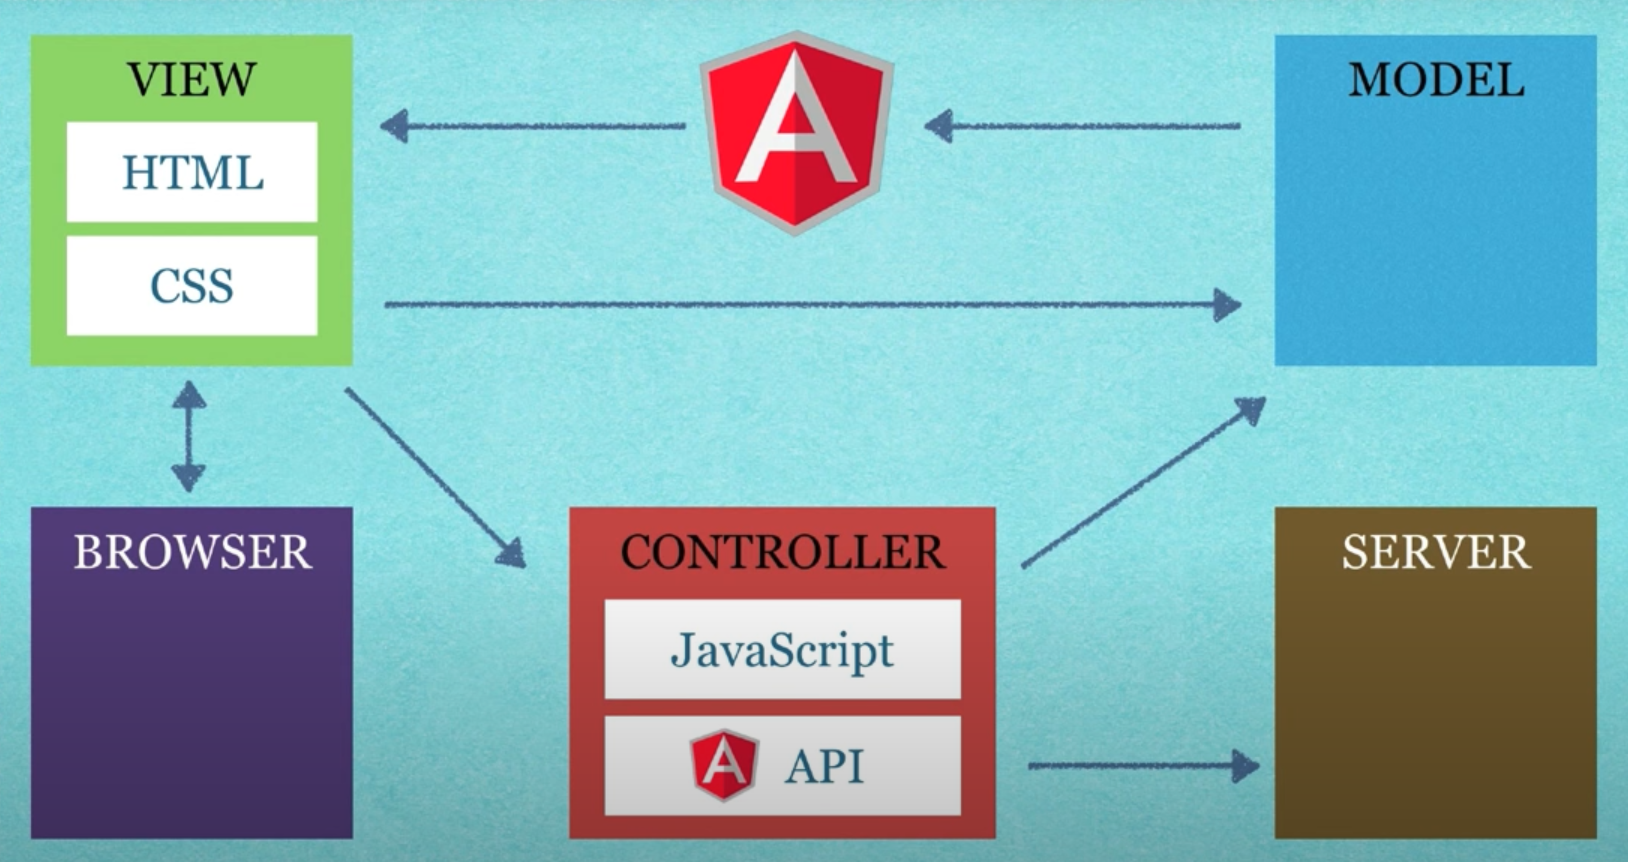 VIEW
HTML
CSS
MODEL
BROWSER
CONTROLLER
JavaScript
API
SERVER